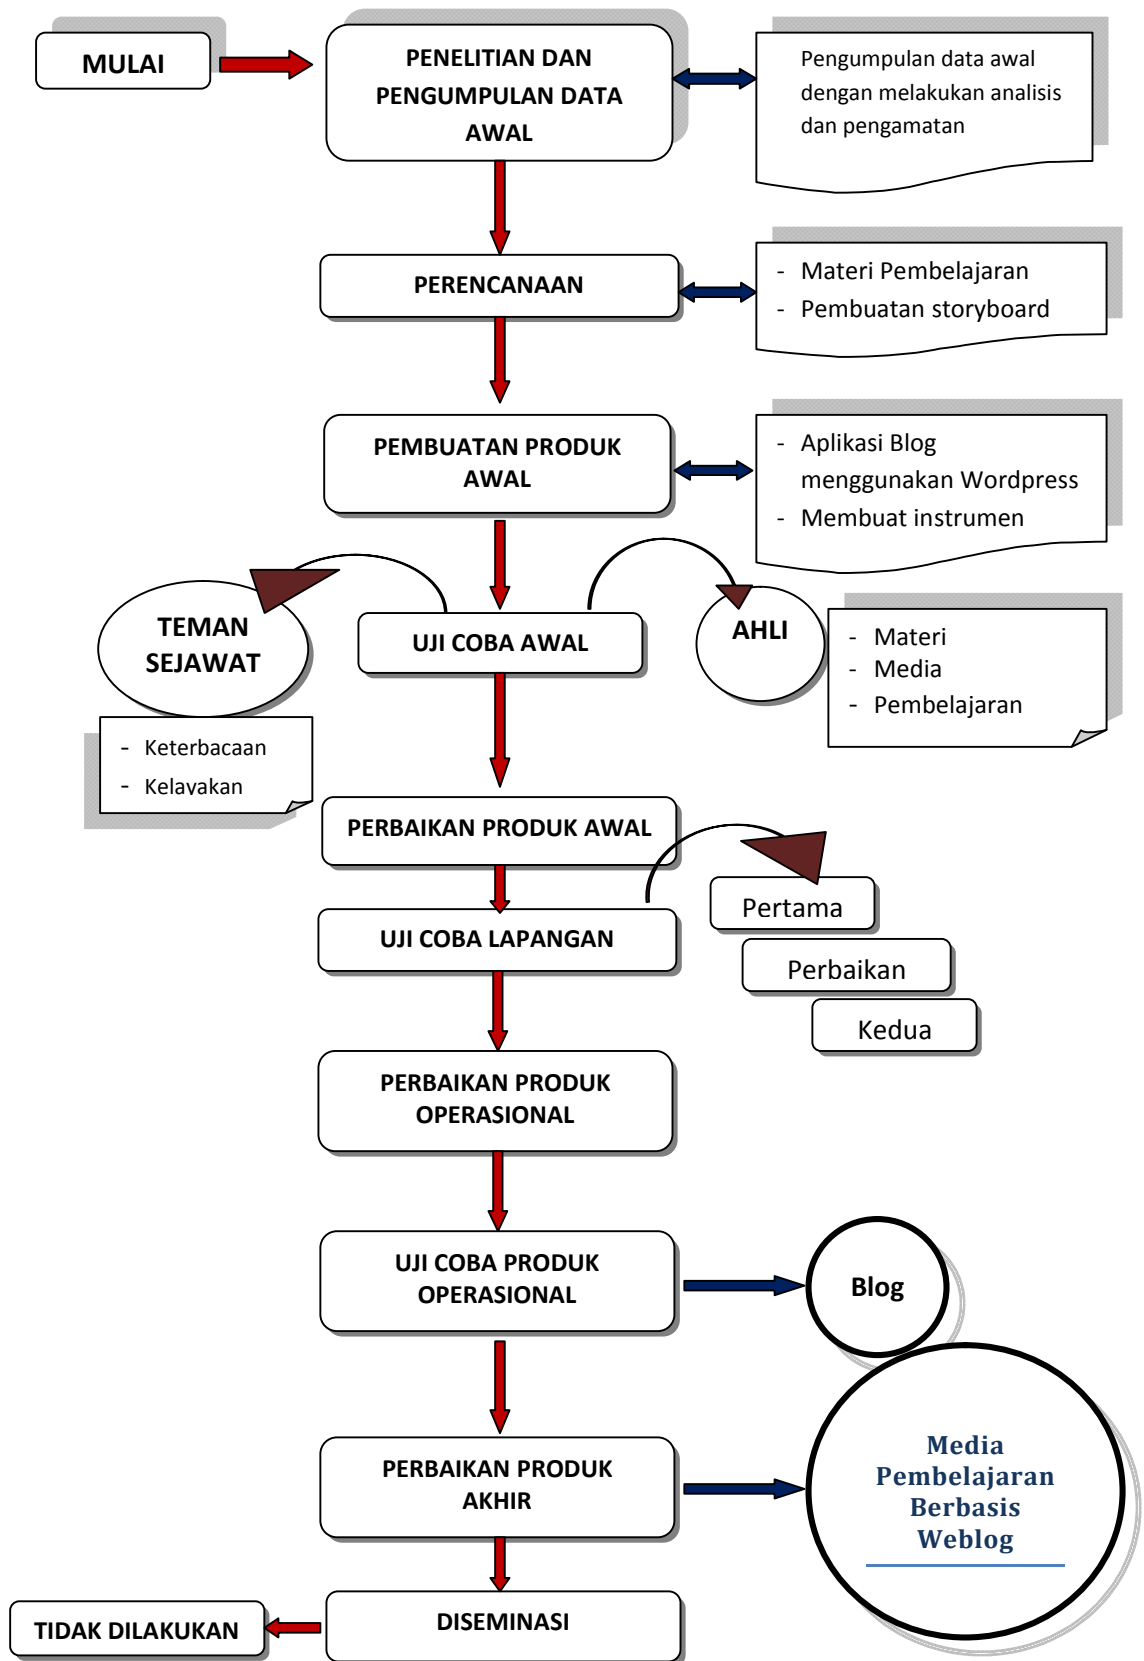 MULAI
PENELITIAN DAN
PENGUMPULAN DATA
AWAL
Pengumpulan data awal
dengan melakukan analisis
dan pengamatan
PERENCANAAN
- Materi Pembelajaran
- Pembuatan storyboard
PEMBUATAN PRODUK
AWAL
- Aplikasi Blog
menggunakan Wordpress
- Membuat instrumen
TEMAN
SEJAWAT
UJI COBA AWAL
AHLI
- Materi
- Media
- Pembelajaran
- Keterbacaan
- Kelayakan
PERBAIKAN PRODUK AWAL
UJI COBA LAPANGAN
Pertama
Perbaikan
Kedua
PERBAIKAN PRODUK
OPERASIONAL
UJI COBA PRODUK
OPERASIONAL
Blog
PERBAIKAN PRODUK
AKHIR
Media
Pembelajaran
Berbasis
Weblog
DISEMINASI
TIDAK DILAKUKAN